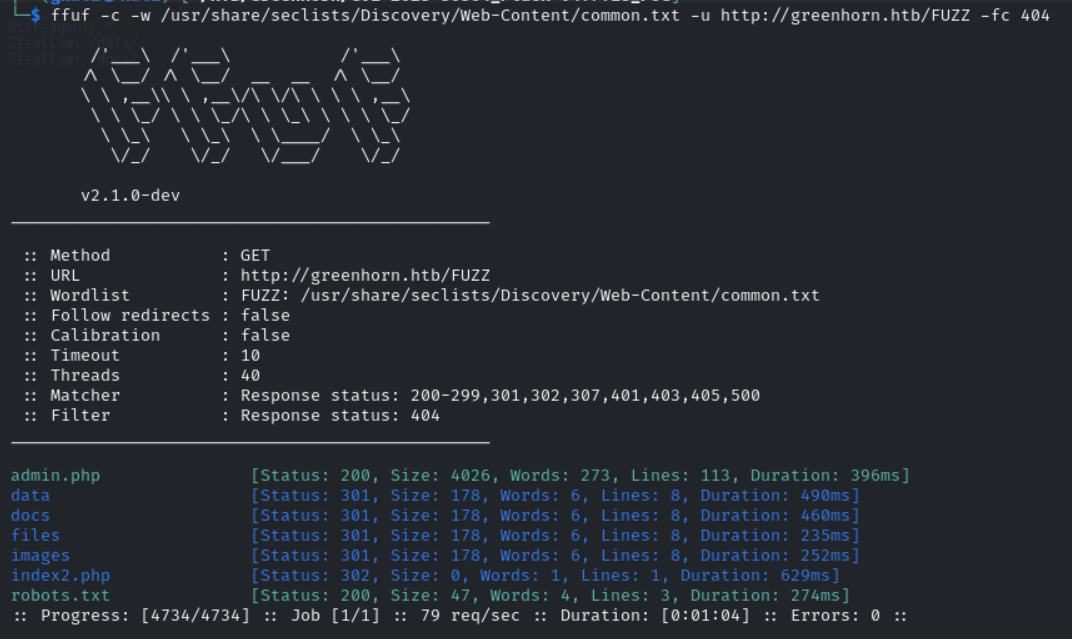 $ ffuf -c -w /usr/share/seclists/Discovery/Web-Content/common.txt -u http://greenhorn.htb/FUZZ -fc 404
v2.1.0-dev
:: Method : GET
:: URL : http://greenhorn.htb/FUZZ
:: Wordlist : FUZZ: /usr/share/seclists/Discovery/Web-Content/common.txt
:: Follow redirects : false
:: Calibration : false
:: Timeout : 10
:: Threads : 40
:: Matcher : Response status: 200-299,301,302,307,401,403,405,500
:: Filter : Response status: 404
admin.php [Status: 200, Size: 4026, Words: 273, Lines: 113, Duration: 396ms]
data [Status: 301, Size: 178, Words: 6, Lines: 8, Duration: 490ms]
docs [Status: 301, Size: 178, Words: 6, Lines: 8, Duration: 460ms]
files [Status: 301, Size: 178, Words: 6, Lines: 8, Duration: 235ms]
images [Status: 301, Size: 178, Words: 6, Lines: 8, Duration: 252ms]
index2.php [Status: 302, Size: 0, Words: 1, Lines: 1, Duration: 629ms]
robots.txt [Status: 200, Size: 47, Words: 4, Lines: 3, Duration: 274ms]
:: Progress: [4734/4734] :: Job [1/1] :: 79 req/sec :: Duration: [0:01:04] :: Errors: 0 ::